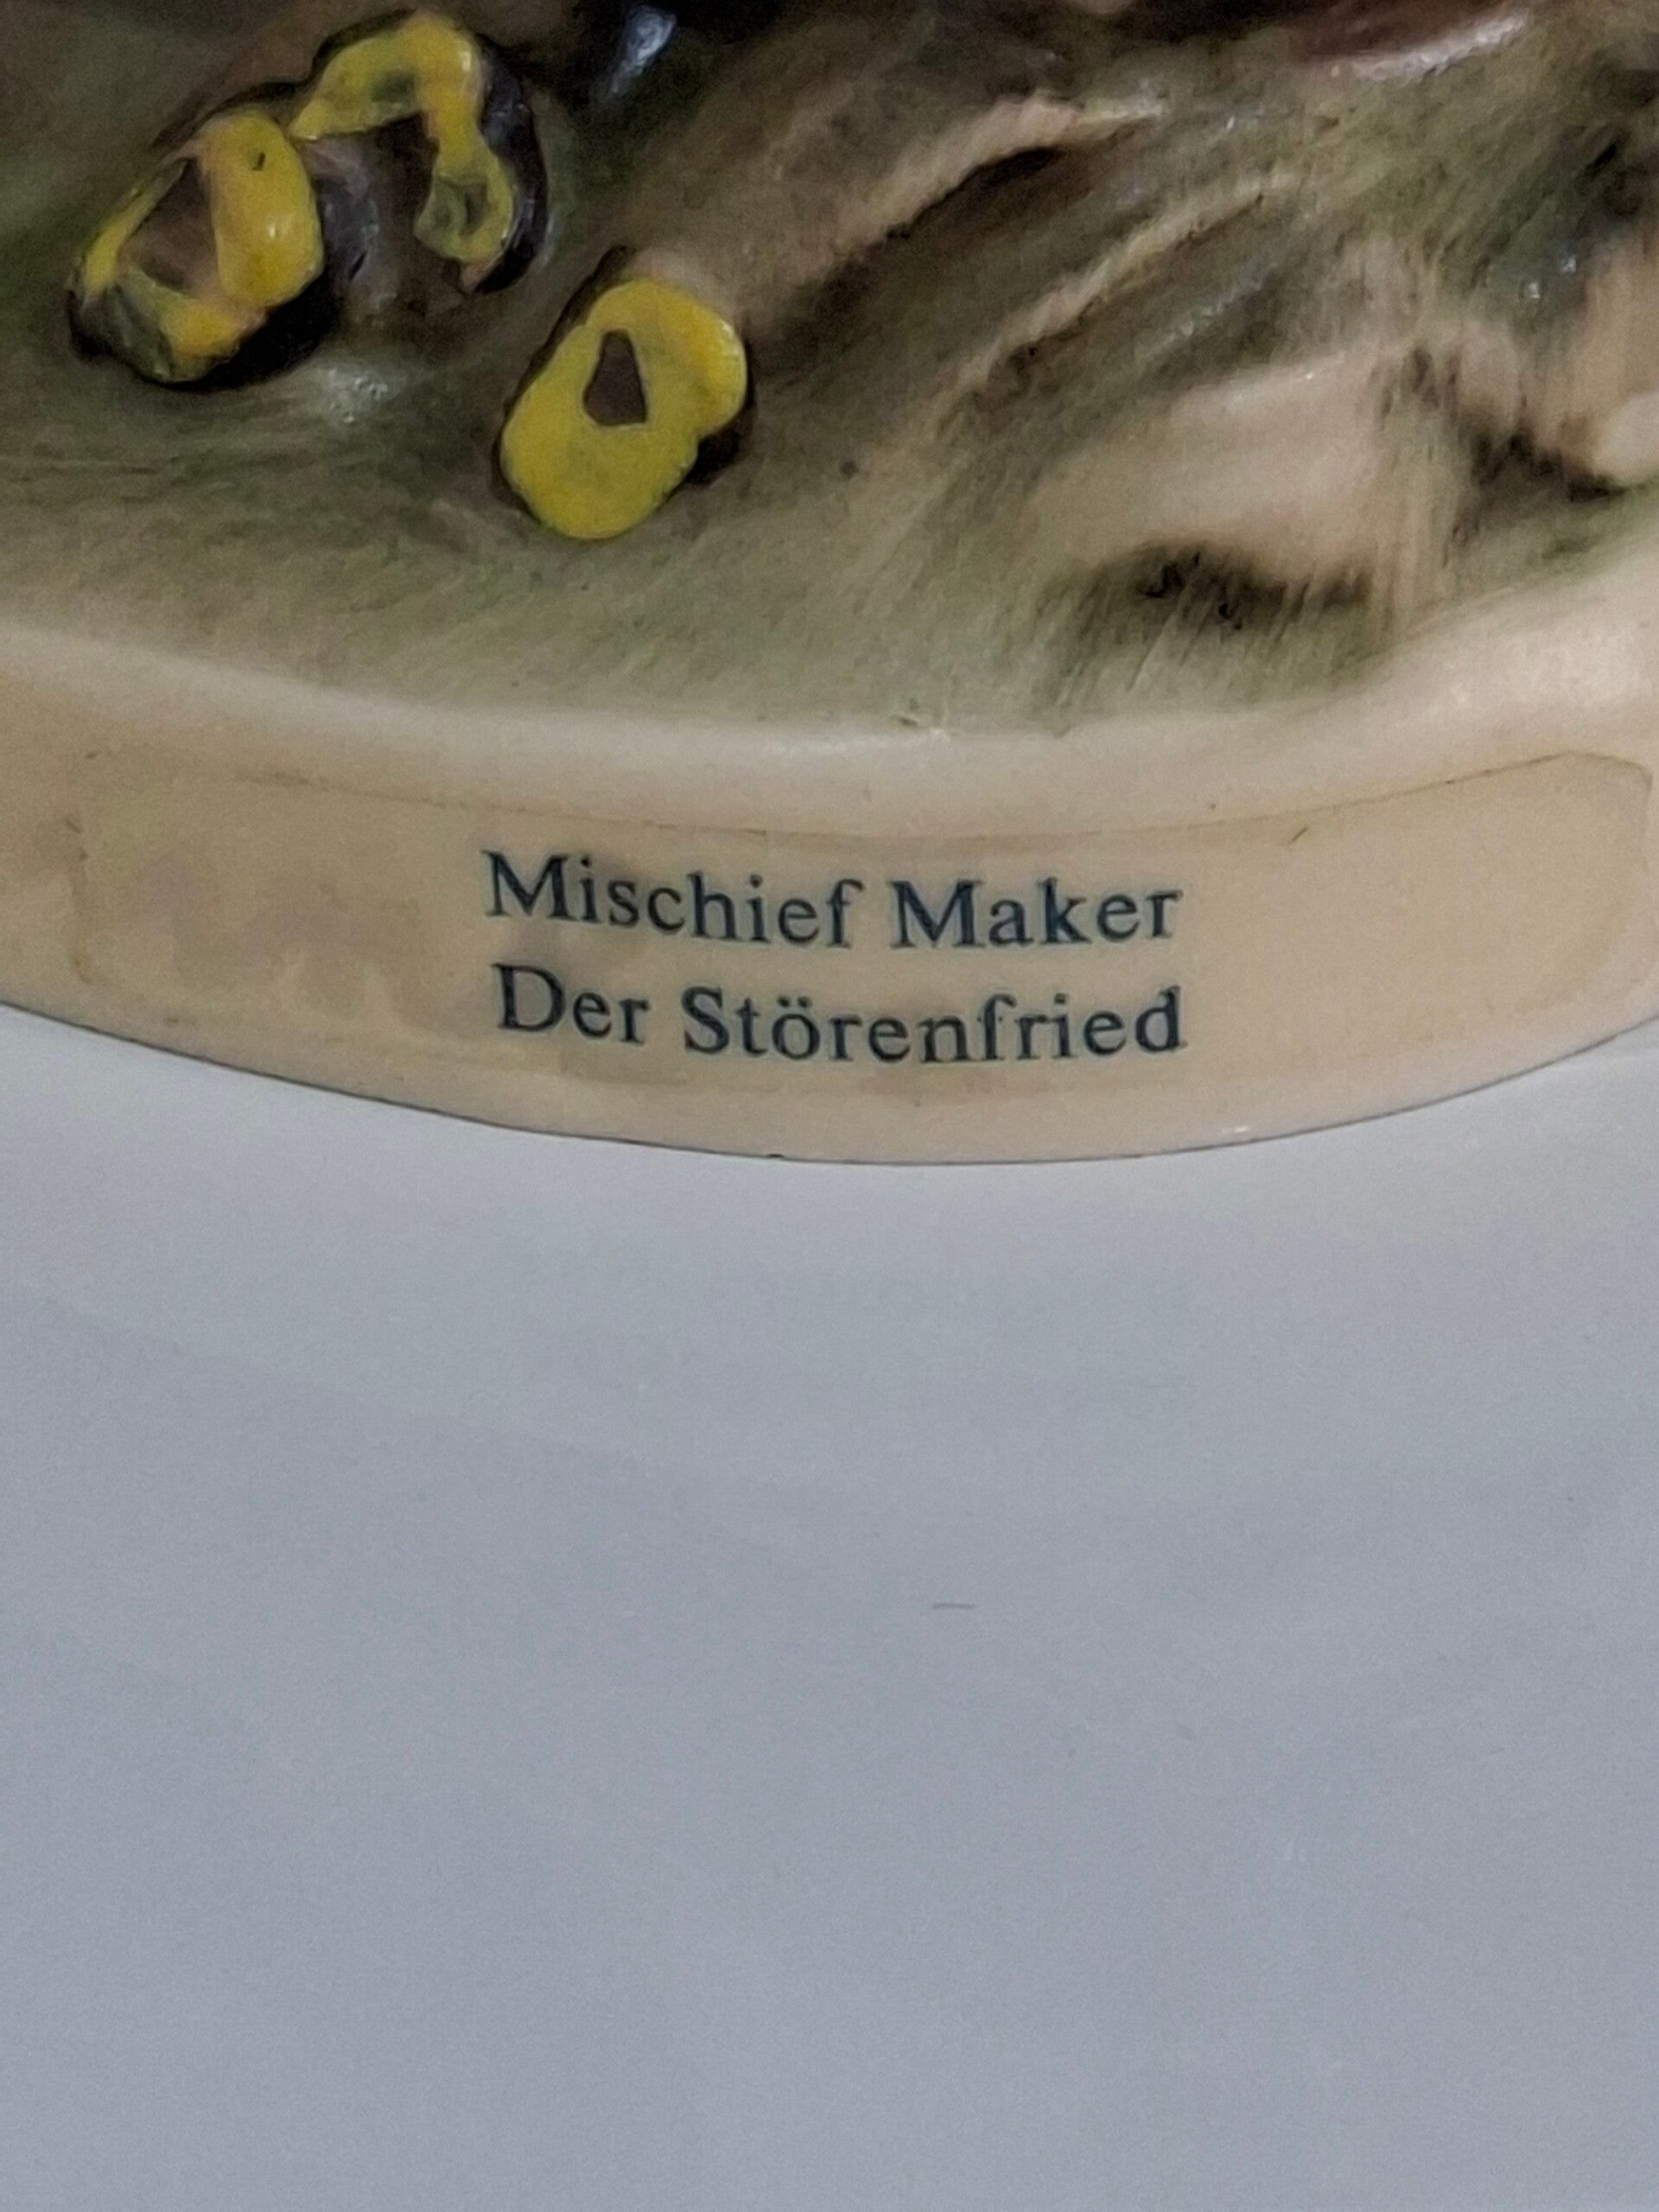 Mischief Maker
Der Störenfried